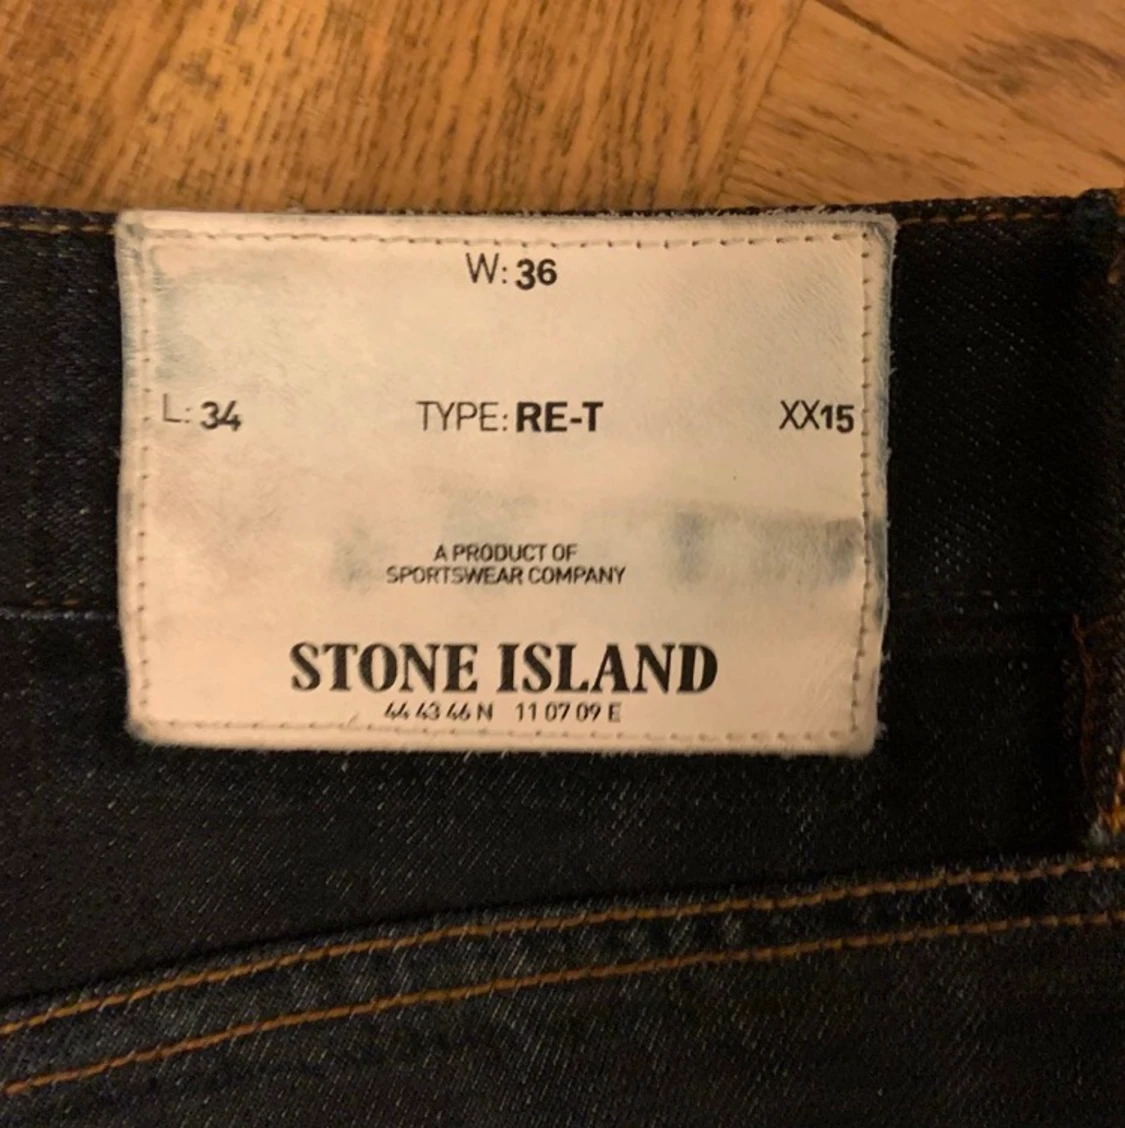 W: 36
L: 34 TYPE: RE-T XX15
A PRODUCT OF
SPORTSWEAR COMPANY
STONE ISLAND
44 43 46 N 11 07 09 E